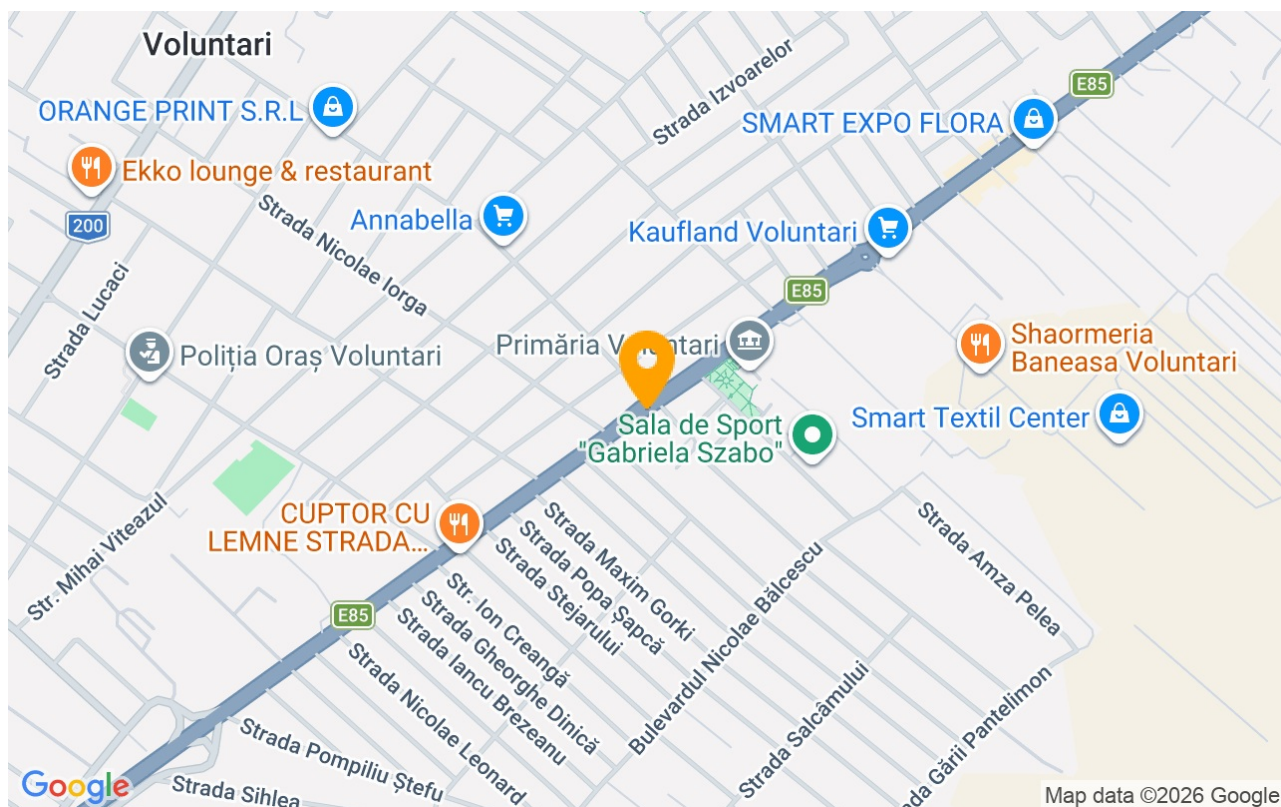 Voluntari
Strada Izvoarelor
E85
ORANGE PRINT S.R.L
SMART EXPO FLORA
Ekko lounge & restaurant
200
Strada Nicolae Iorga
Annabella
Kaufland Voluntari
Strada Lucaci
E85
Poliția Oraș Voluntari
Primăria Voluntari
Shaormeria
Baneasa Voluntari
Sala de Sport
"Gabriela Szabo"
Smart Textil Center
Str. Mihai Viteazul
CUPTOR CU
LEMNE STRADA...
Strada Maxim Gorki
Strada Popa Șapcă
Strada Stejarului
Strada Amza Pelea
Bulevardul Nicolae Bălcescu
E85
Str. Ion Creangă
Strada Gheorghe Dinică
Strada Iancu Brezeanu
Strada Nicolae Leonard
Strada Salcâmului
Strada Gării Pantelimon
Strada Pompiliu Ștefu
Strada Sihlea
Google
Map data ©2026 Google